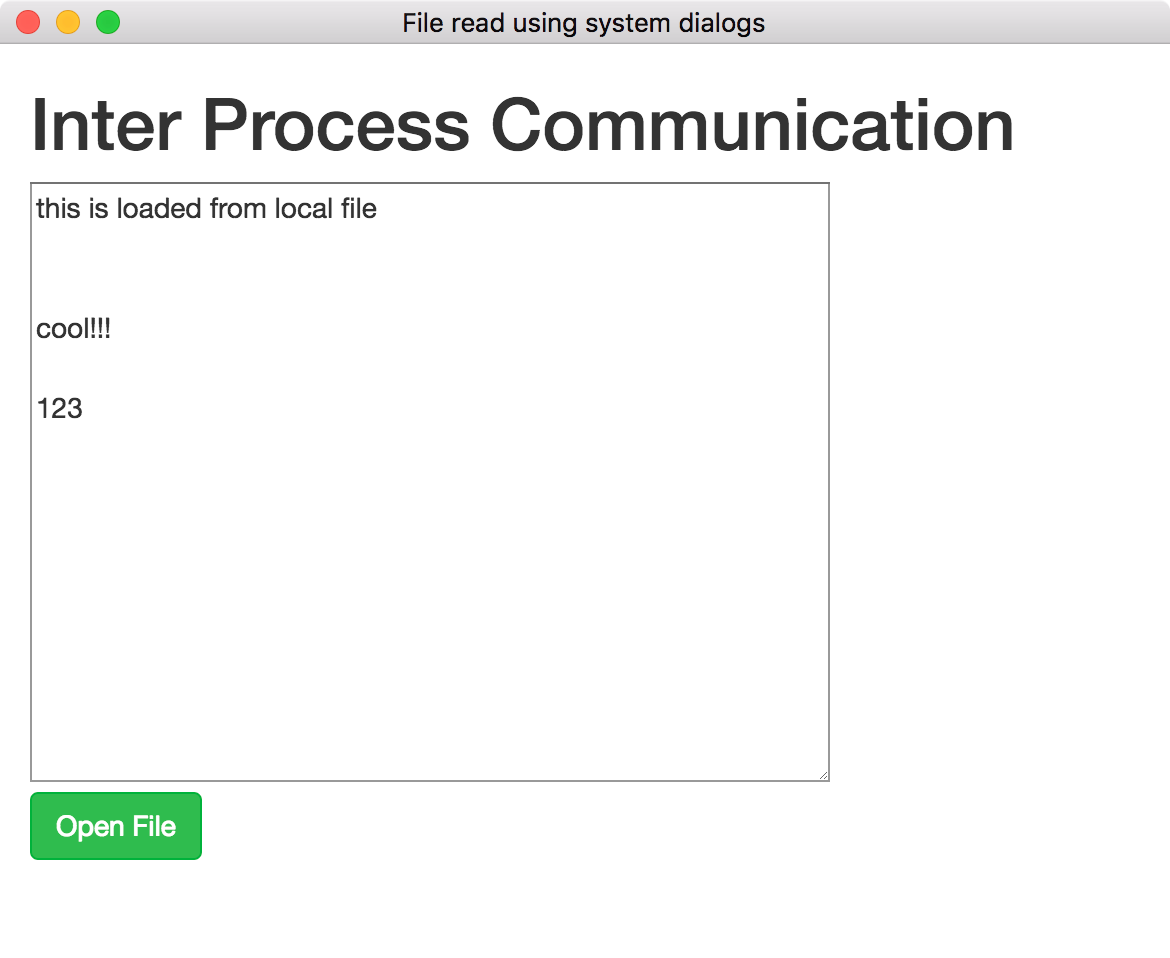 File read using system dialogs
Inter Process Communication
this is loaded from local file
cool!!!
123
Open File